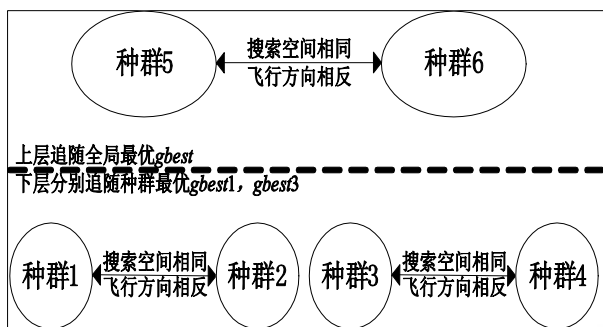 种群5
搜索空间相同
飞行方向相反
种群6
上层追随全局最优gbest
下层分别追随种群最优gbest1，gbest3
种群1
搜索空间相同
飞行方向相反
种群2
种群3
搜索空间相同
飞行方向相反
种群4